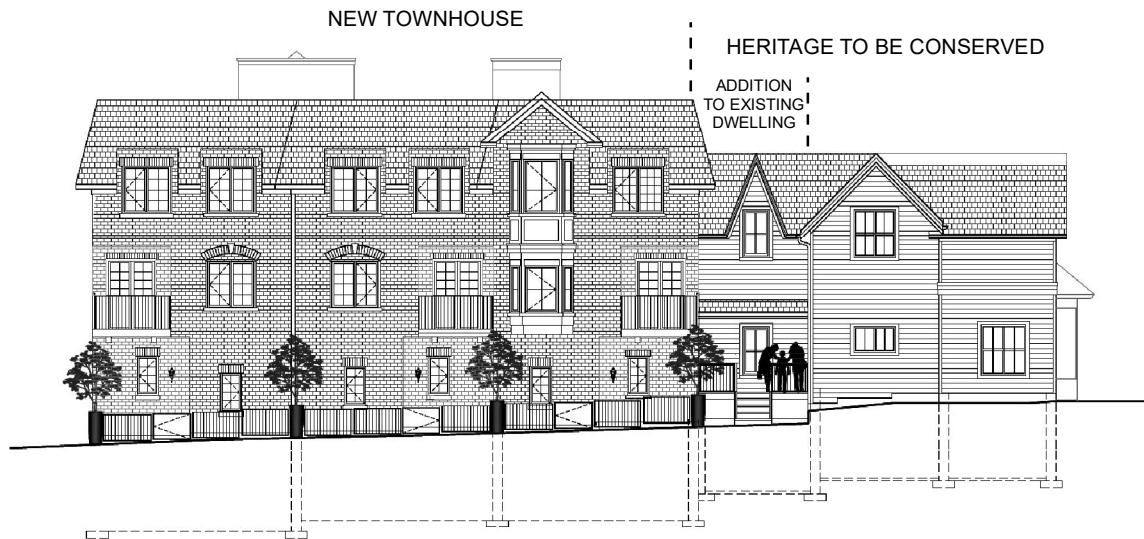 NEW TOWNHOUSE
HERITAGE TO BE CONSERVED
ADDITION
TO EXISTING
DWELLING